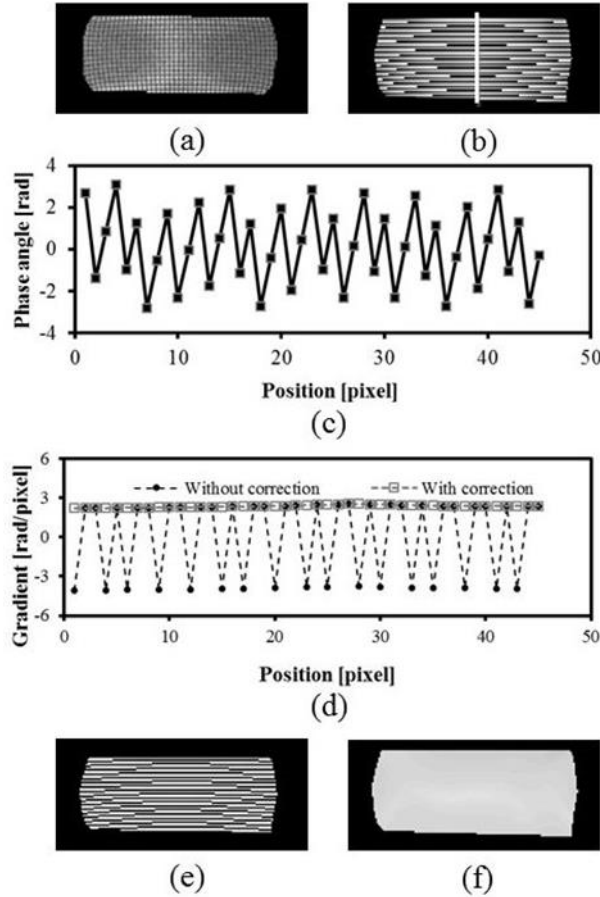 (a)
(b)
Phase angle [rad]
4
2
0
-2
-4
0
10
20
30
40
50
Position [pixel]
(c)
Gradient [rad/pixel]
6
3
0
-3
-6
Without correction
With correction
0
10
20
30
40
50
Position [pixel]
(d)
(e)
(f)